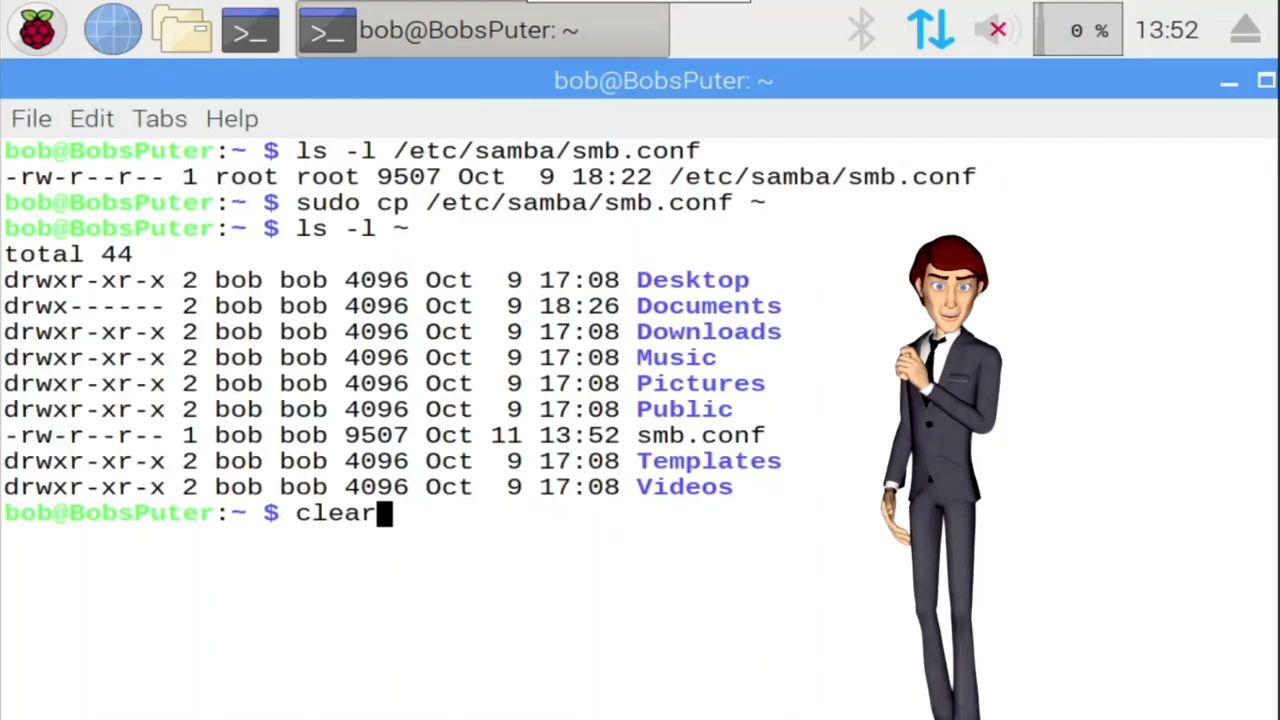 >_ >_ bob@BobsPuter: ~ 0 % 13:52
bob@BobsPuter: ~
File Edit Tabs Help
bob@BobsPuter:~ $ ls -l /etc/samba/smb.conf
-rw-r--r-- 1 root root 9507 Oct  9 18:22 /etc/samba/smb.conf
bob@BobsPuter:~ $ sudo cp /etc/samba/smb.conf ~
bob@BobsPuter:~ $ ls -l ~
total 44
drwxr-xr-x 2 bob bob 4096 Oct  9 17:08 Desktop
drwx------ 2 bob bob 4096 Oct  9 18:26 Documents
drwxr-xr-x 2 bob bob 4096 Oct  9 17:08 Downloads
drwxr-xr-x 2 bob bob 4096 Oct  9 17:08 Music
drwxr-xr-x 2 bob bob 4096 Oct  9 17:08 Pictures
drwxr-xr-x 2 bob bob 4096 Oct  9 17:08 Public
-rw-r--r-- 1 bob bob 9507 Oct 11 13:52 smb.conf
drwxr-xr-x 2 bob bob 4096 Oct  9 17:08 Templates
drwxr-xr-x 2 bob bob 4096 Oct  9 17:08 Videos
bob@BobsPuter:~ $ clear